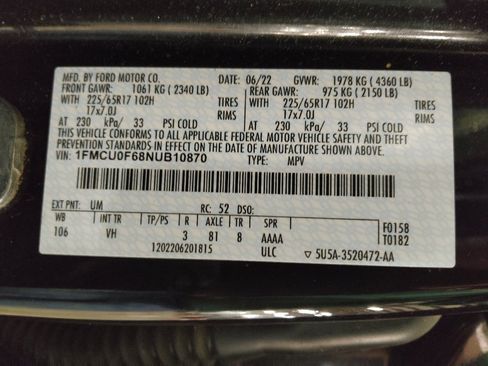 MFD. BY FORD MOTOR CO. DATE: 06/22 GVWR: 1978 KG ( 4360 LB)
FRONT GAWR: 1061 KG ( 2340 LB) REAR GAWR: 975 KG ( 2150 LB)
WITH 225/65R17 102H TIRES WITH 225/65R17 102H TIRES
17x7.0J RIMS 17x7.0J RIMS
AT 230 kPa/ 33 PSI COLD AT 230 kPa/ 33 PSI COLD
THIS VEHICLE CONFORMS TO ALL APPLICABLE FEDERAL MOTOR VEHICLE SAFETY AND THEFT
PREVENTION STANDARDS IN EFFECT ON THE DATE OF MANUFACTURE SHOWN ABOVE.
VIN: 1FMCU0F68NUB10870 TYPE: MPV
EXT PNT: UM RC: 52 DSO:
WB INT TR TP/PS R AX TR SPR
106 VH 3 81 8 AAAA
1202206201815 ULC
F0158
T0182
5U5A-3520472-AA